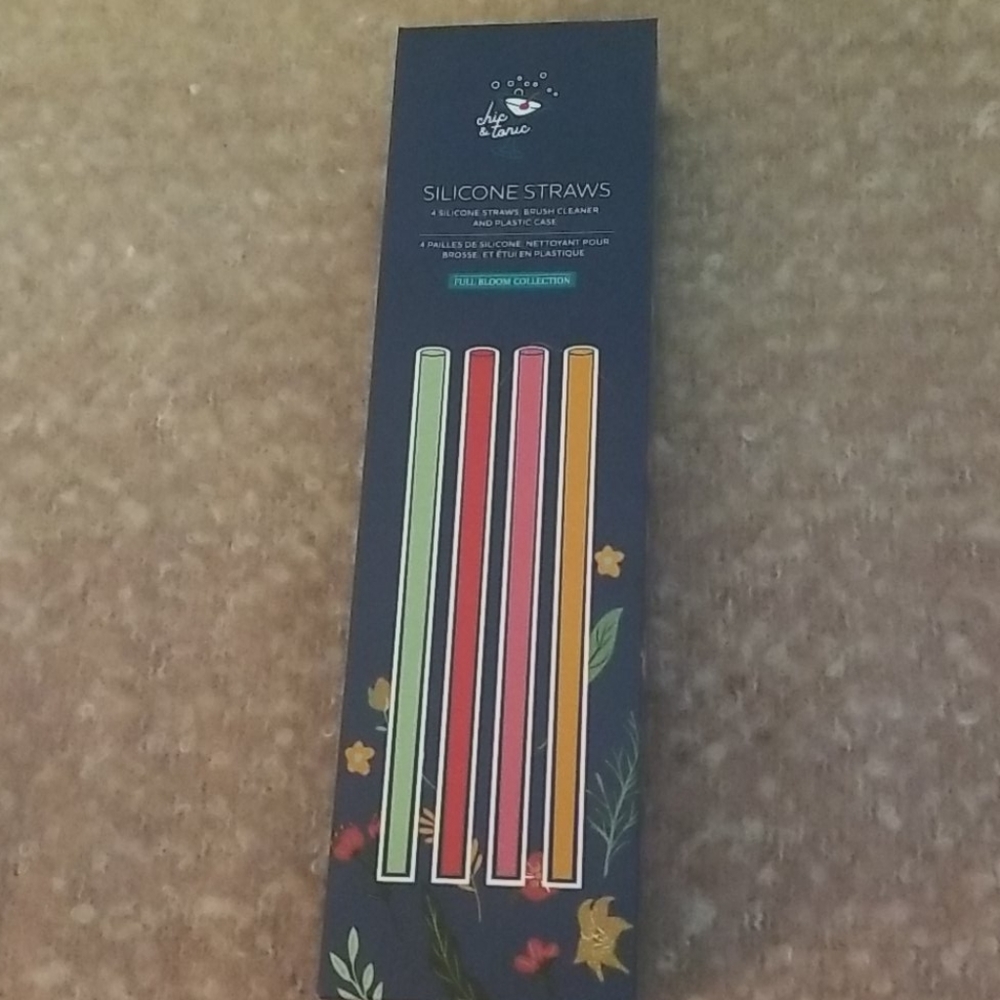 chic
& tonic
SILICONE STRAWS
4 SILICONE STRAWS, BRUSH CLEANER
AND PLASTIC CASE
4 PAILLES DE SILICONE, NETTOYANT POUR
BROSSE, ET ÉTUI EN PLASTIQUE
FULL BLOOM COLLECTION